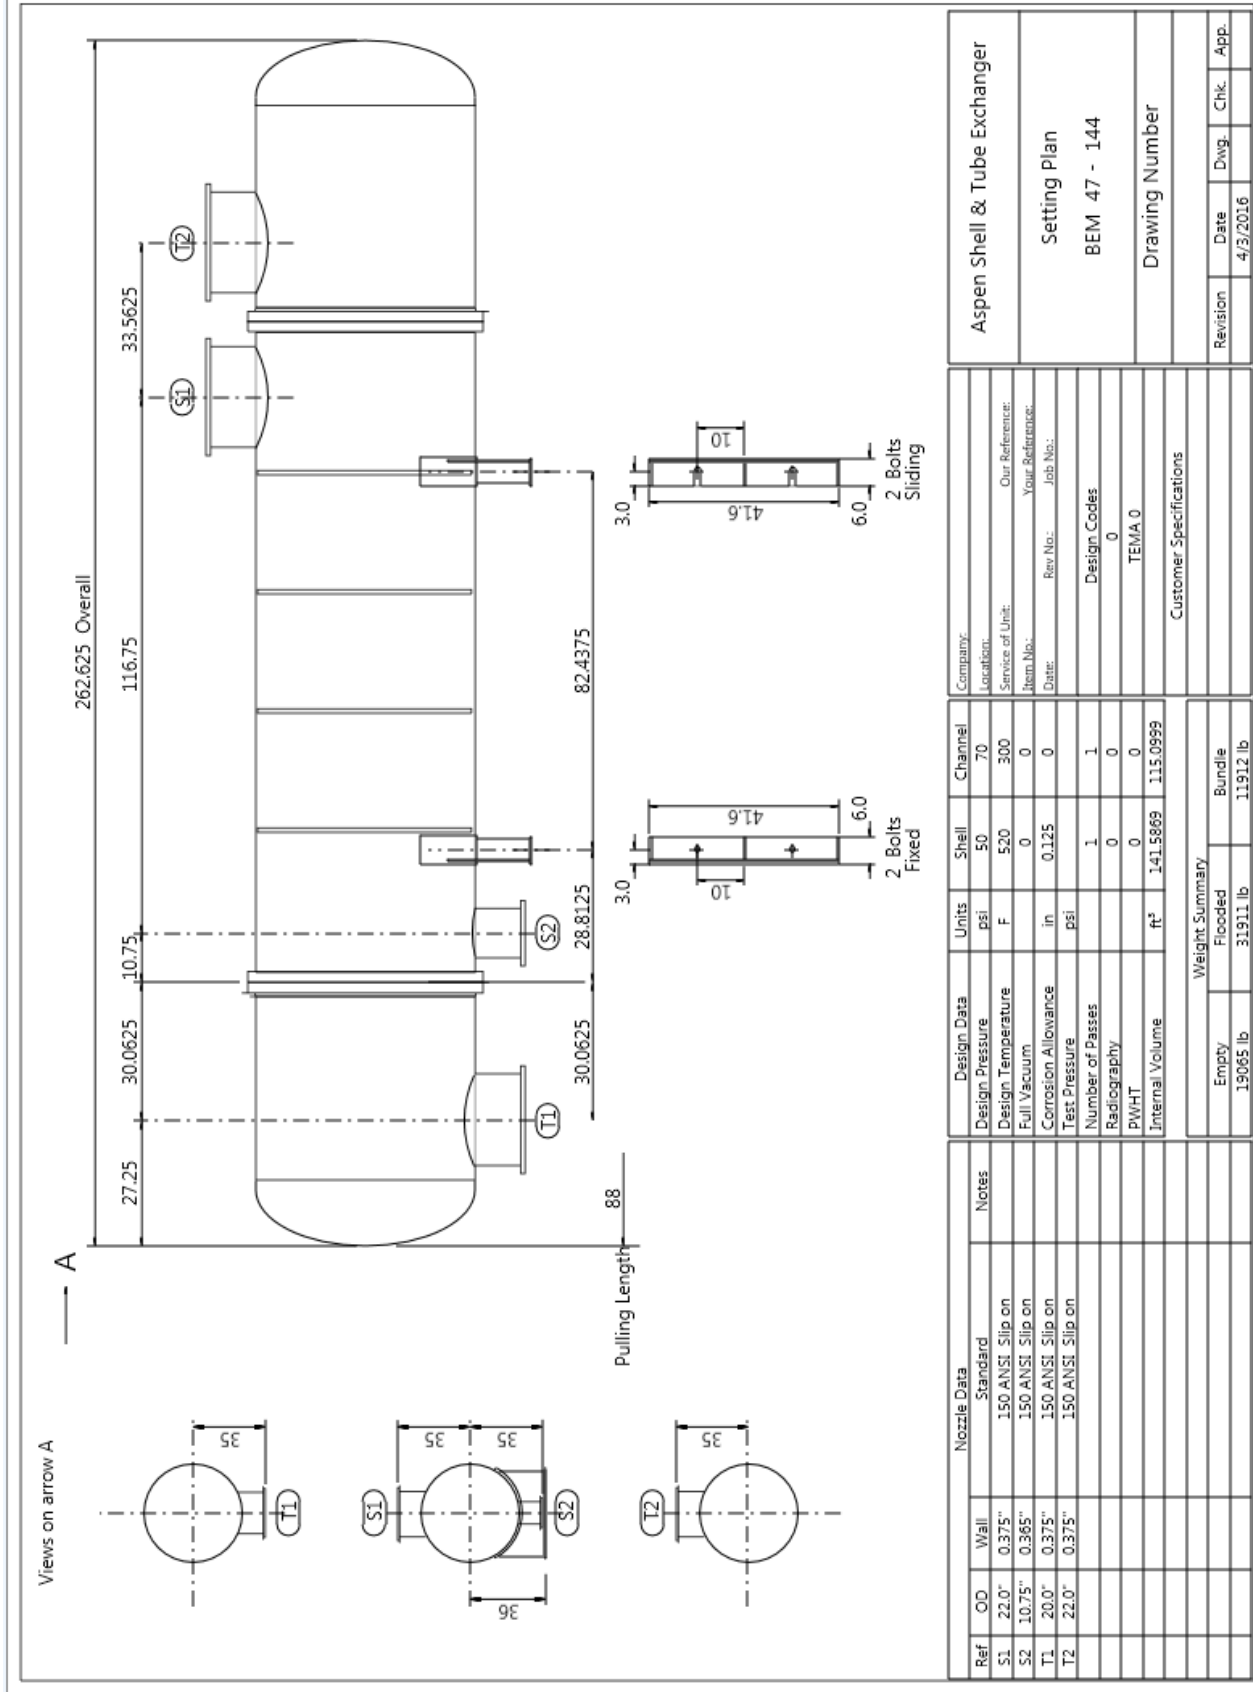 Views on arrow A
A
262.625 Overall
27.25
30.0625
10.75
116.75
33.5625
T2
S1
S2
T1
30.0625
28.8125
82.4375
Pulling Length
88
35
T1
S1
35
35
S2
36
T2
35
3.0
10
41.6
6.0
2 Bolts
Fixed
3.0
10
41.6
6.0
2 Bolts
Sliding
Nozzle Data
Ref OD Wall Standard Notes
S1 22.0" 0.375" 150 ANSI Slip on
S2 10.75" 0.365" 150 ANSI Slip on
T1 20.0" 0.375" 150 ANSI Slip on
T2 22.0" 0.375" 150 ANSI Slip on
Design Data Units Shell Channel
Design Pressure psi 50 70
Design Temperature F 520 300
Full Vacuum 0 0
Corrosion Allowance in 0.125 0
Test Pressure psi
Number of Passes 1 1
Radiography 0 0
PWHT 0 0
Internal Volume ft³ 141.5869 115.0999
Weight Summary
Empty Flooded Bundle
19065 lb 31911 lb 11912 lb
Company:
Location:
Service of Unit: Our Reference:
Item No.: Your Reference:
Date: Rev No.: Job No.:
Design Codes
0
TEMA 0
Customer Specifications
Aspen Shell & Tube Exchanger
Setting Plan
BEM 47 - 144
Drawing Number
Revision Date Dwg. Chk. App.
4/3/2016